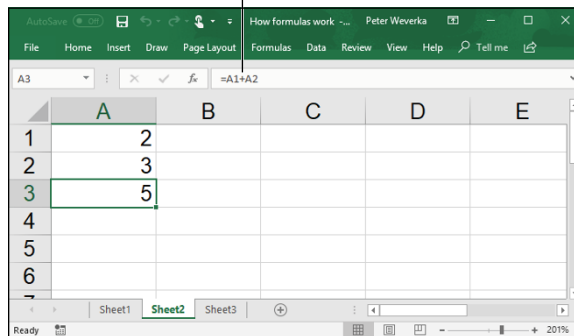 AutoSave Off How formulas work -... Peter Weverka
File Home Insert Draw Page Layout Formulas Data Review View Help Tell me
A3 fx =A1+A2
A B C D E
1 2
2 3
3 5
4
5
6
7
Sheet1 Sheet2 Sheet3
Ready 201%